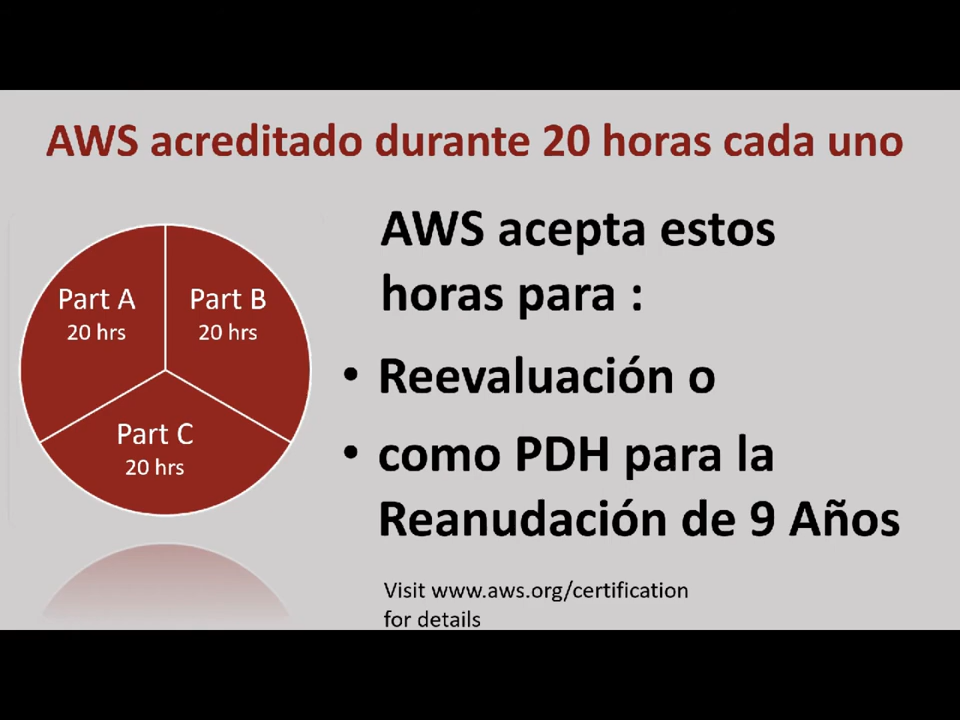 AWS acreditado durante 20 horas cada uno
Part A
20 hrs
Part B
20 hrs
Part C
20 hrs
AWS acepta estos
horas para :
• Reevaluación o
• como PDH para la
Reanudación de 9 Años
Visit www.aws.org/certification
for details